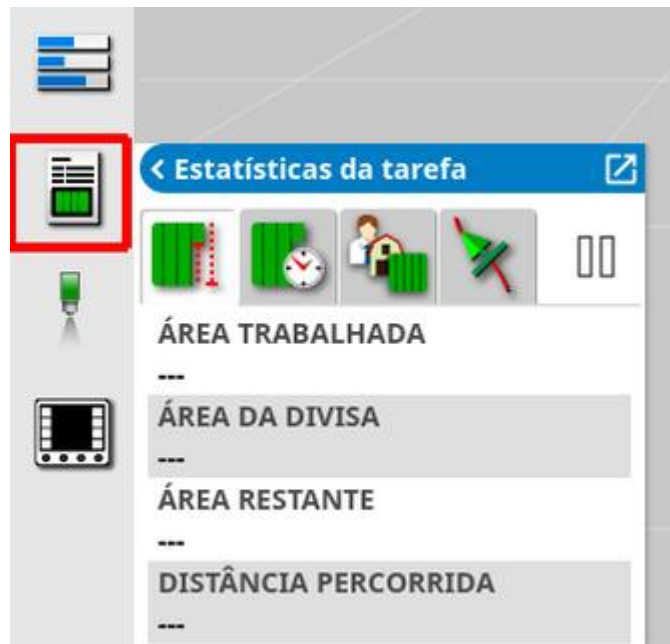 Estatísticas da tarefa
ÁREA TRABALHADA
---
ÁREA DA DIVISA
---
ÁREA RESTANTE
---
DISTÂNCIA PERCORRIDA
---